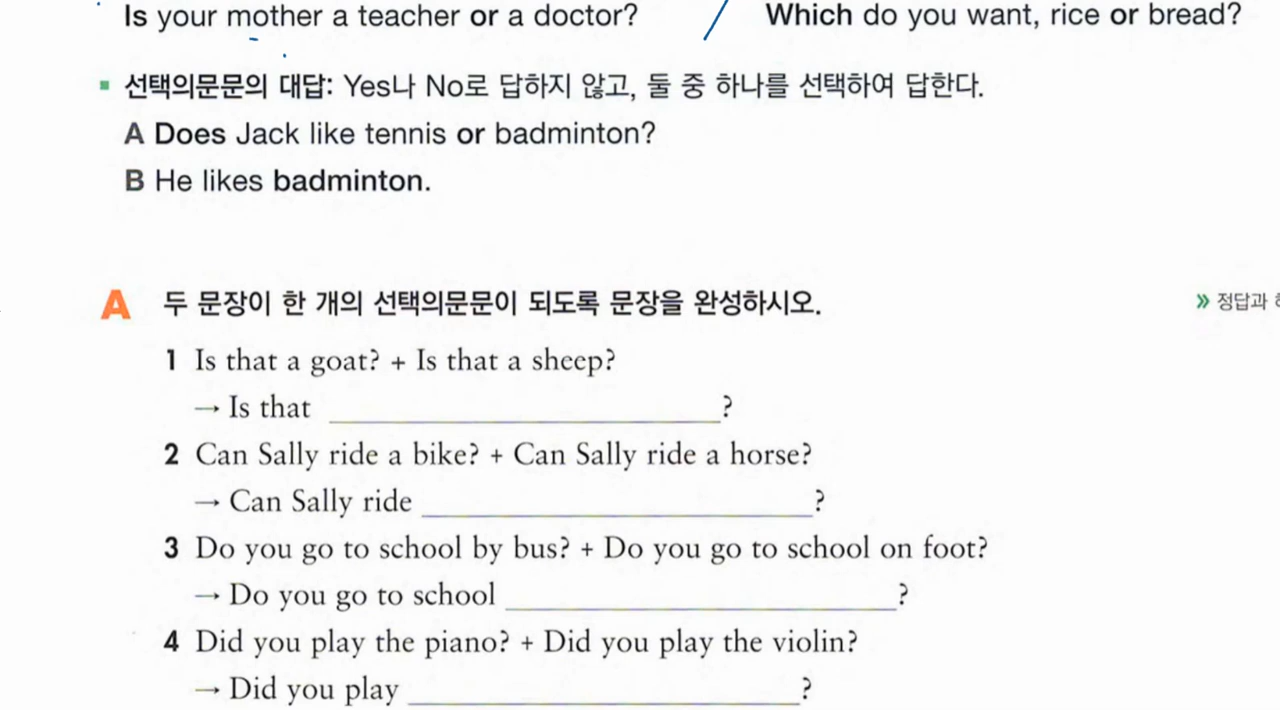 Is your mother a teacher or a doctor? Which do you want, rice or bread?
선택의문문의 대답: Yes나 No로 답하지 않고, 둘 중 하나를 선택하여 답한다.
A Does Jack like tennis or badminton?
B He likes badminton.
A 두 문장이 한 개의 선택의문문이 되도록 문장을 완성하시오.
» 정답과
1 Is that a goat? + Is that a sheep?
→ Is that ____________?
2 Can Sally ride a bike? + Can Sally ride a horse?
→ Can Sally ride ____________?
3 Do you go to school by bus? + Do you go to school on foot?
→ Do you go to school ____________?
4 Did you play the piano? + Did you play the violin?
→ Did you play ____________?